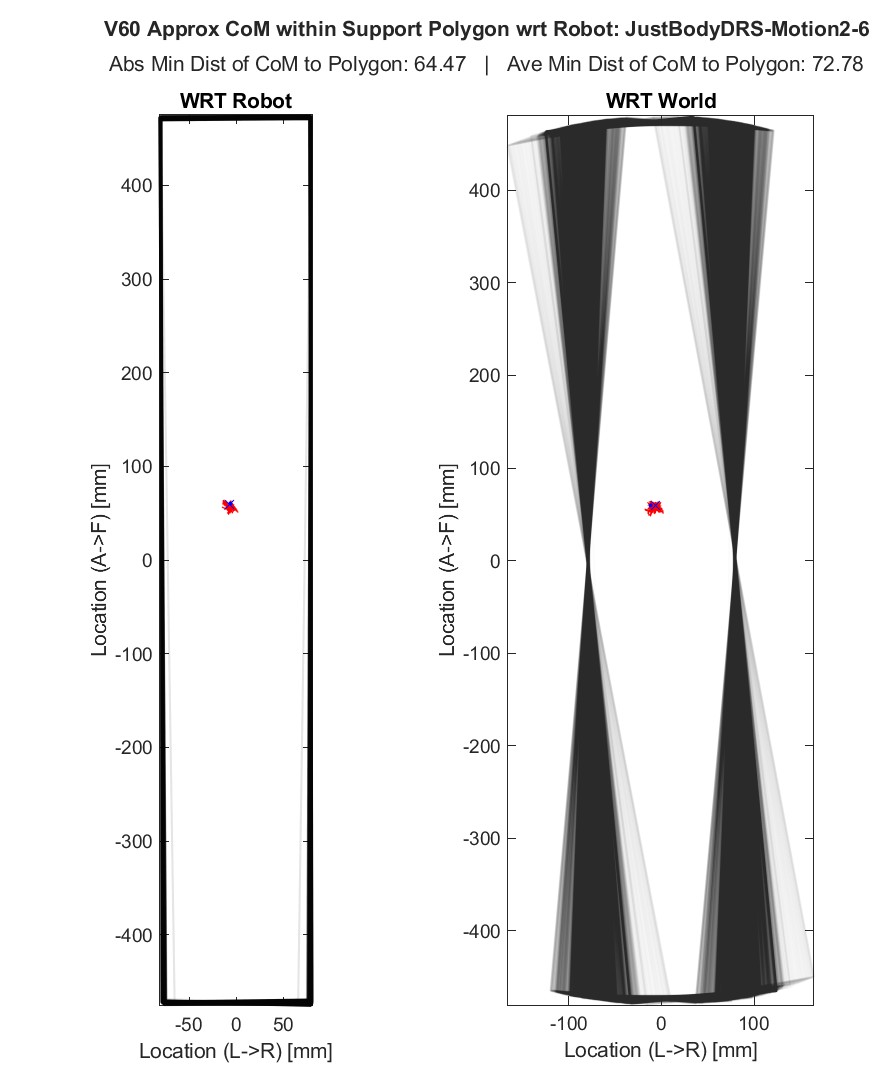 V60 Approx CoM within Support Polygon wrt Robot: JustBodyDRS-Motion2-6
Abs Min Dist of CoM to Polygon: 64.47 | Ave Min Dist of CoM to Polygon: 72.78
WRT Robot
400
300
200
100
0
-100
-200
-300
-400
Location (A->F) [mm]
-50 0 50
Location (L->R) [mm]
WRT World
400
300
200
100
0
-100
-200
-300
-400
Location (A->F) [mm]
-100 0 100
Location (L->R) [mm]